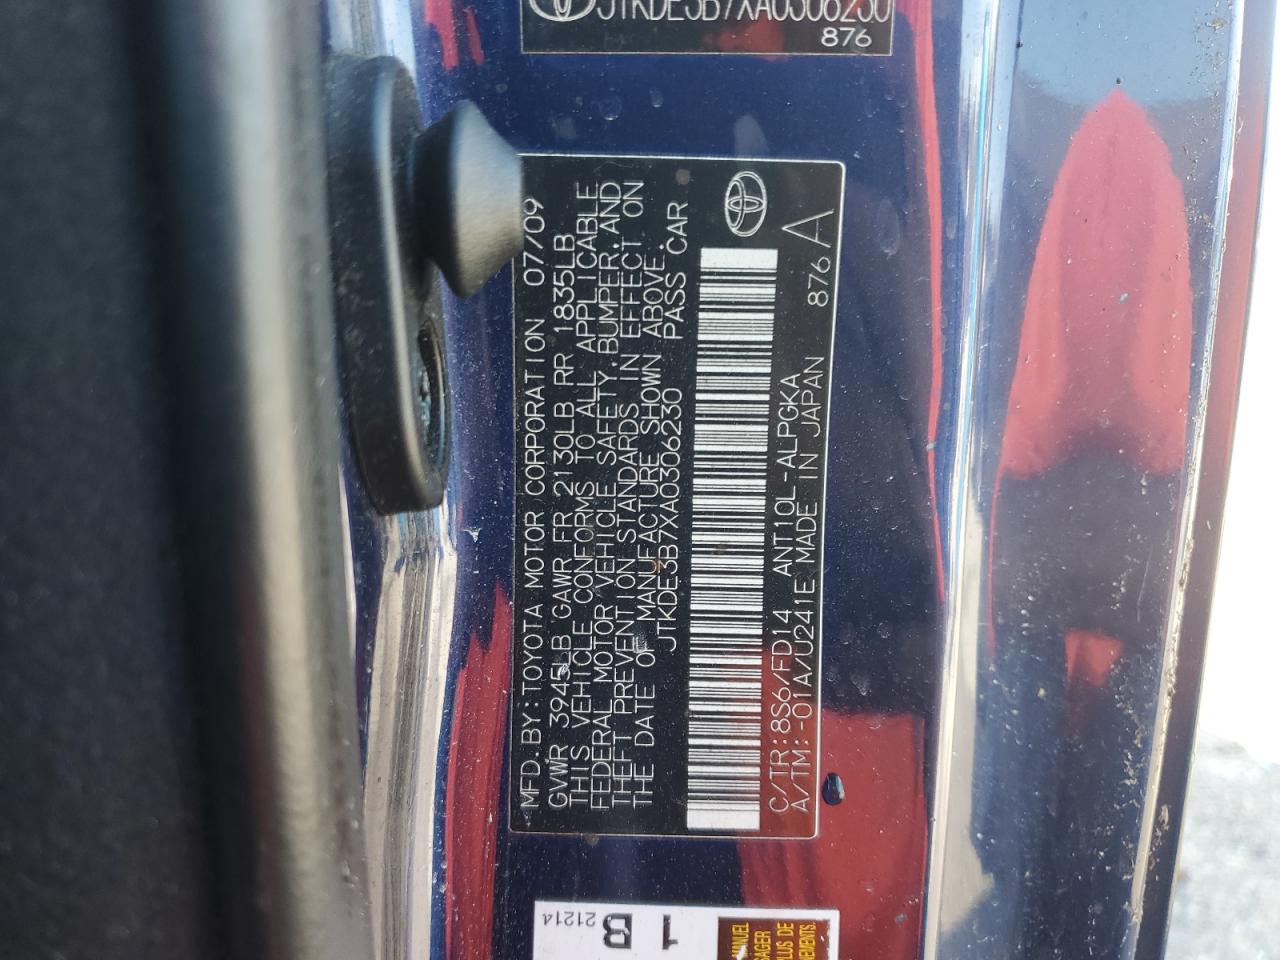 JTKDE3B7XA0306230
876
MFD.BY:TOYOTA MOTOR CORPORATION 07/09
GVWR 3945LB GAWR FR 2130LB RR 1835LB
THIS VEHICLE CONFORMS TO ALL APPLICABLE
FEDERAL MOTOR VEHICLE SAFETY, BUMPER, AND
THEFT PREVENTION STANDARDS IN EFFECT ON
THE DATE OF MANUFACTURE SHOWN ABOVE.
JTKDE3B7XA0306230 PASS.CAR
C/TR:8S6/FD14 ANT10L-ALPGKA
A/TM:-01A/U241E MADE IN JAPAN 876 A
21214
B
1
MANUEL
PLUS DE